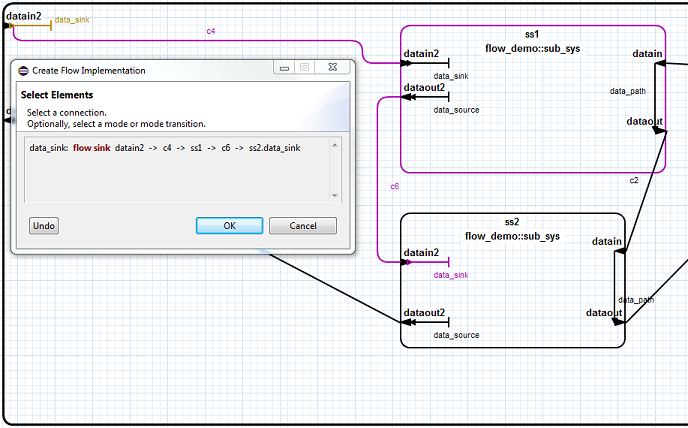 datain2
data_sink
c4
Create Flow Implementation
Select Elements
Select a connection.
Optionally, select a mode or mode transition.
data_sink: flow sink datain2 -> c4 -> ss1 -> c6 -> ss2.data_sink
Undo
OK
Cancel
ss1
flow_demo::sub_sys
datain2
data_sink
dataout2
data_source
datain
data_path
dataout
c6
c2
ss2
flow_demo::sub_sys
datain
datain2
data_sink
data_path
dataout2
dataout
data_source